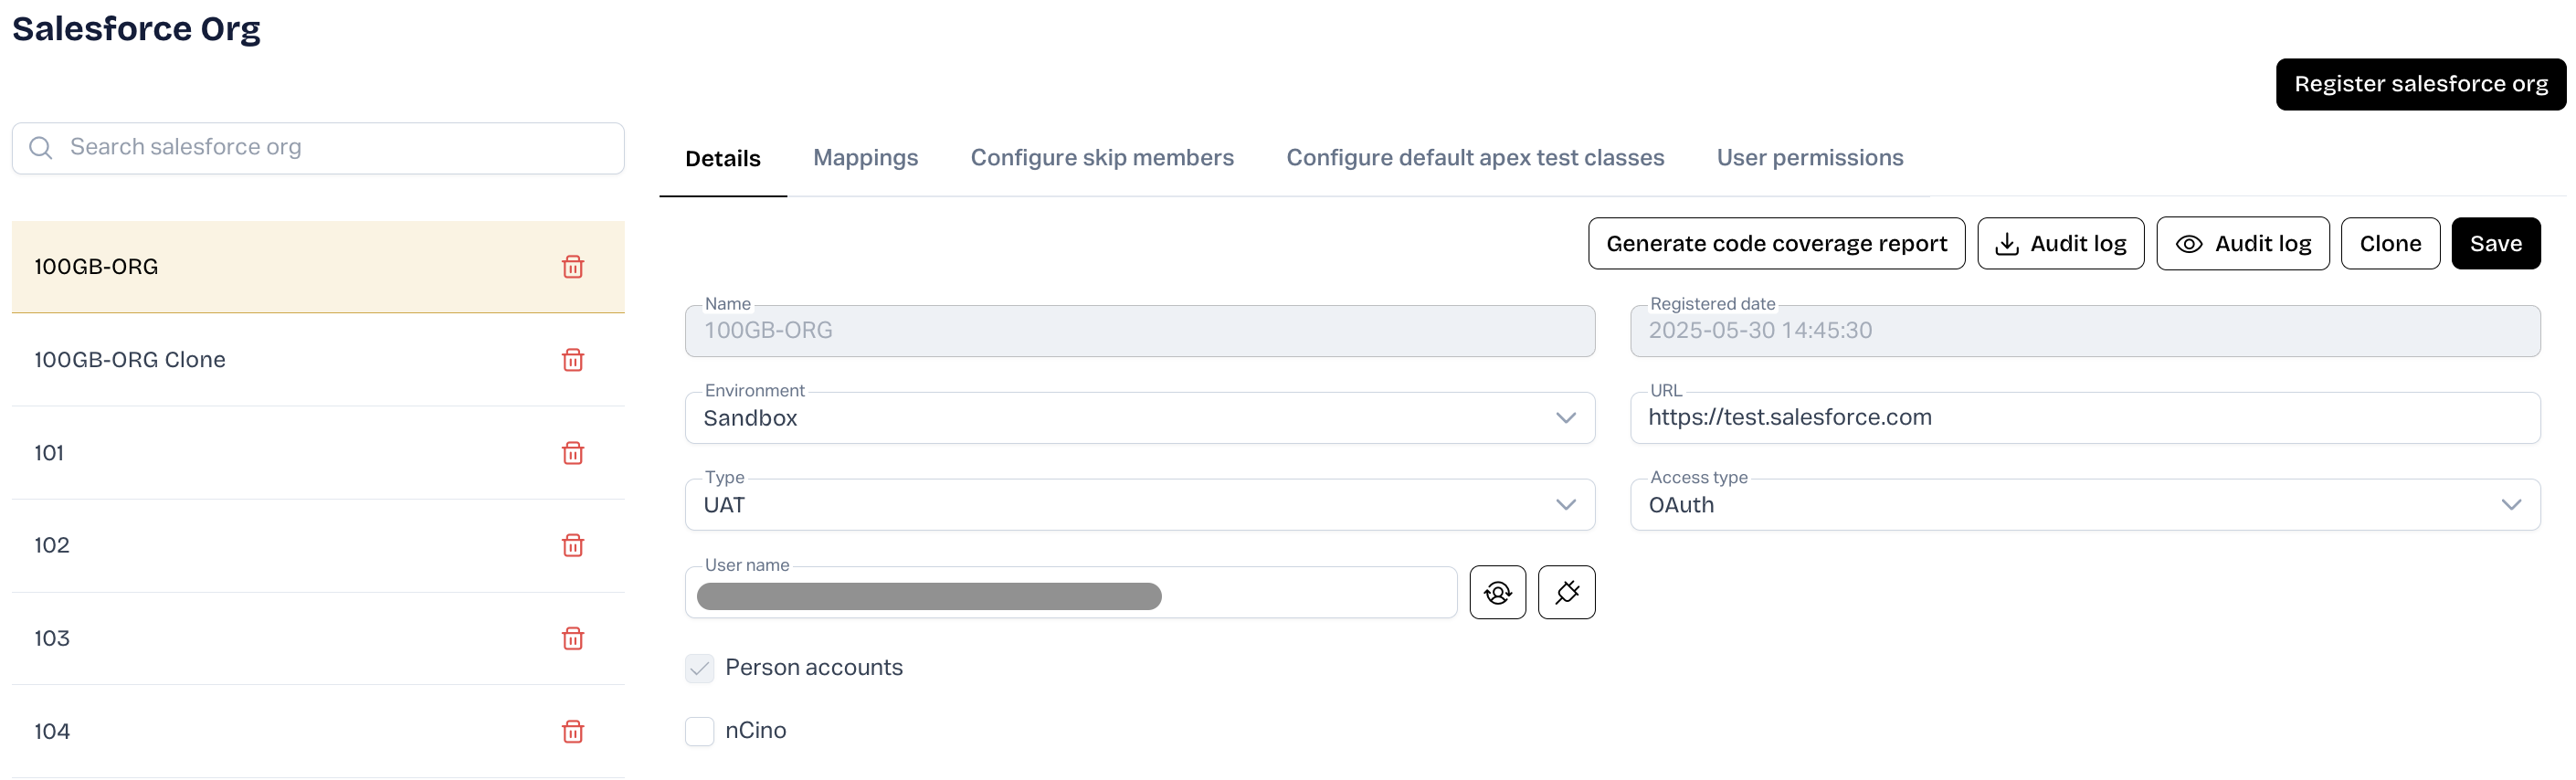 Salesforce Org
Register salesforce org
Search salesforce org
Details Mappings Configure skip members Configure default apex test classes User permissions
Generate code coverage report Audit log Audit log Clone Save
100GB-ORG
100GB-ORG Clone
101
102
103
104
Name
100GB-ORG
Registered date
2025-05-30 14:45:30
Environment
Sandbox
URL
https://test.salesforce.com
Type
UAT
Access type
OAuth
User name
Person accounts
nCino